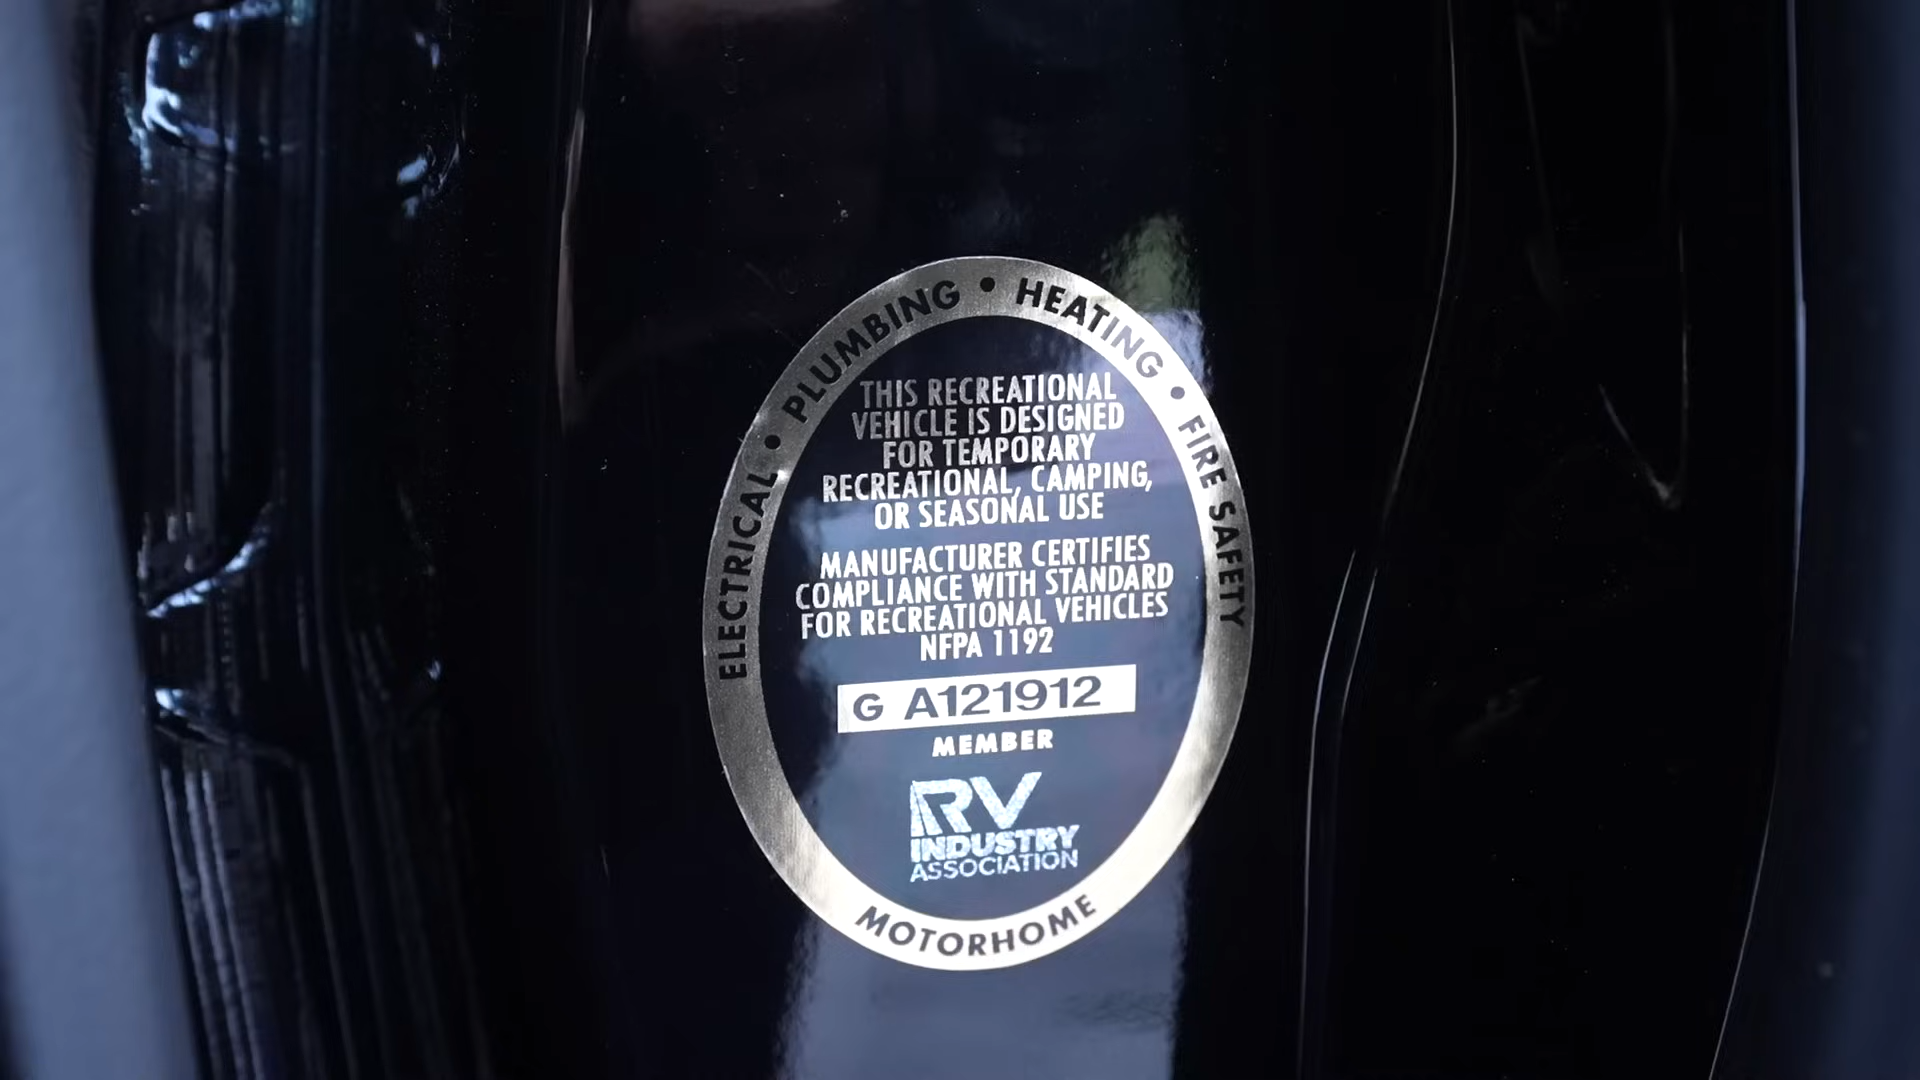 ELECTRICAL • PLUMBING • HEATING • FIRE SAFETY
THIS RECREATIONAL
VEHICLE IS DESIGNED
FOR TEMPORARY
RECREATIONAL, CAMPING,
OR SEASONAL USE
MANUFACTURER CERTIFIES
COMPLIANCE WITH STANDARD
FOR RECREATIONAL VEHICLES
NFPA 1192
G A121912
MEMBER
RV
INDUSTRY
ASSOCIATION
MOTORHOME